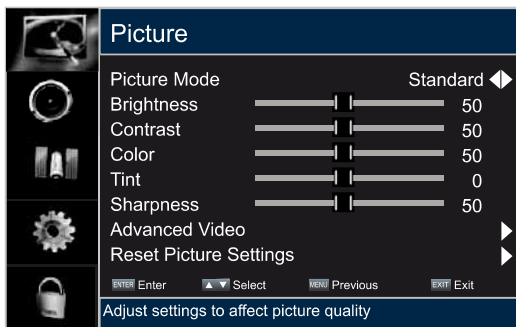 Picture
Picture Mode Standard
Brightness 50
Contrast 50
Color 50
Tint 0
Sharpness 50
Advanced Video
Reset Picture Settings
ENTER Enter Select MENU Previous EXIT Exit
Adjust settings to affect picture quality